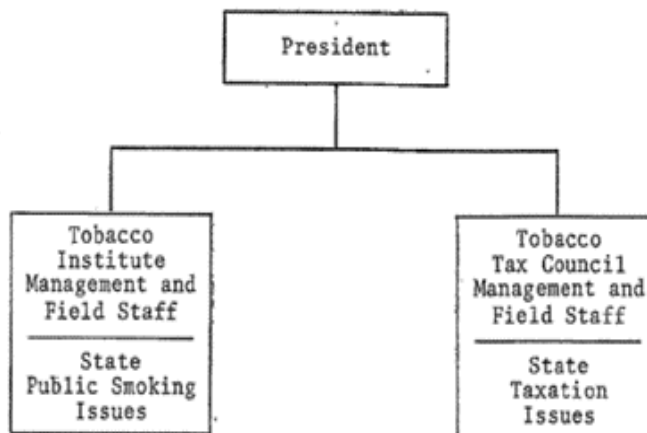 President
Tobacco
Institute
Management and
Field Staff
State
Public Smoking
Issues
Tobacco
Tax Council
Management and
Field Staff
State
Taxation
Issues